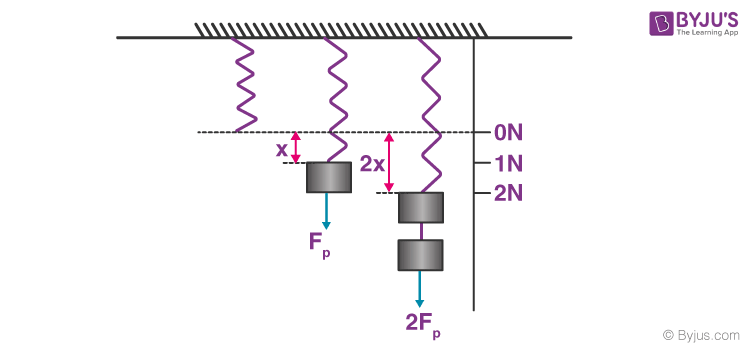 BYJU'S
The Learning App
0N
x
2x
1N
2N
Fp
2Fp
© Byjus.com